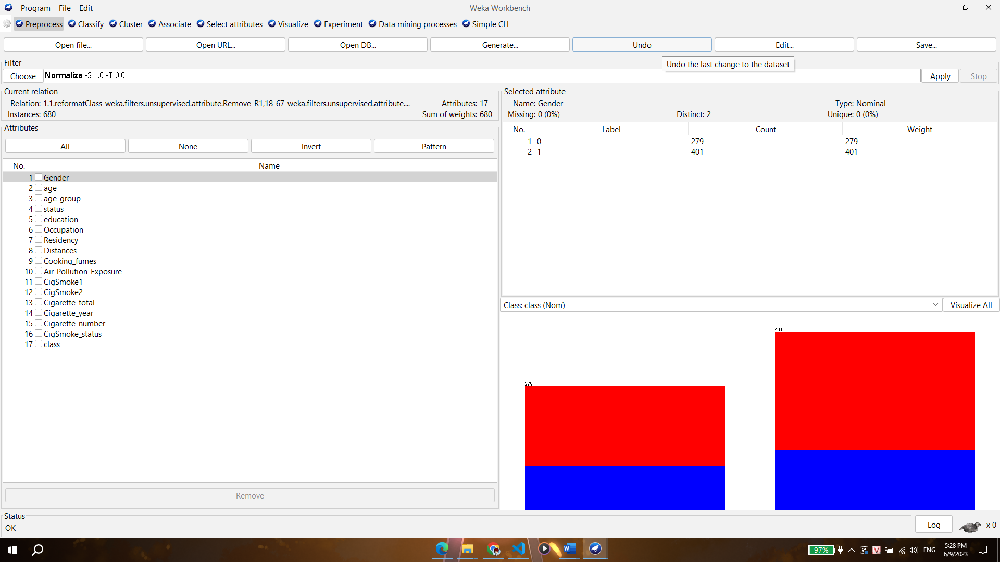 Program File Edit Weka Workbench
Preprocess Classify Cluster Associate Select attributes Visualize Experiment Data mining processes Simple CLI
Open file... Open URL... Open DB... Generate... Undo Edit... Save...
Undo the last change to the dataset
Filter
Choose Normalize -S 1.0 -T 0.0 Apply Stop
Current relation
Relation: 1.1.reformatClass-weka.filters.unsupervised.attribute.Remove-R1,18-67-weka.filters.unsupervised.attribute.... Attributes: 17
Instances: 680 Sum of weights: 680
Attributes
All None Invert Pattern
No. Name
1 Gender
2 age
3 age_group
4 status
5 education
6 Occupation
7 Residency
8 Distances
9 Cooking_fumes
10 Air_Pollution_Exposure
11 CigSmoke1
12 CigSmoke2
13 Cigarette_total
14 Cigarette_year
15 Cigarette_number
16 CigSmoke_status
17 class
Remove
Selected attribute
Name: Gender Type: Nominal
Missing: 0 (0%) Distinct: 2 Unique: 0 (0%)
No. Label Count Weight
1 0 279 279
2 1 401 401
Class: class (Nom) Visualize All
401
279
Status
OK
Log x 0
97% V ENG 5:28 PM
6/9/2023